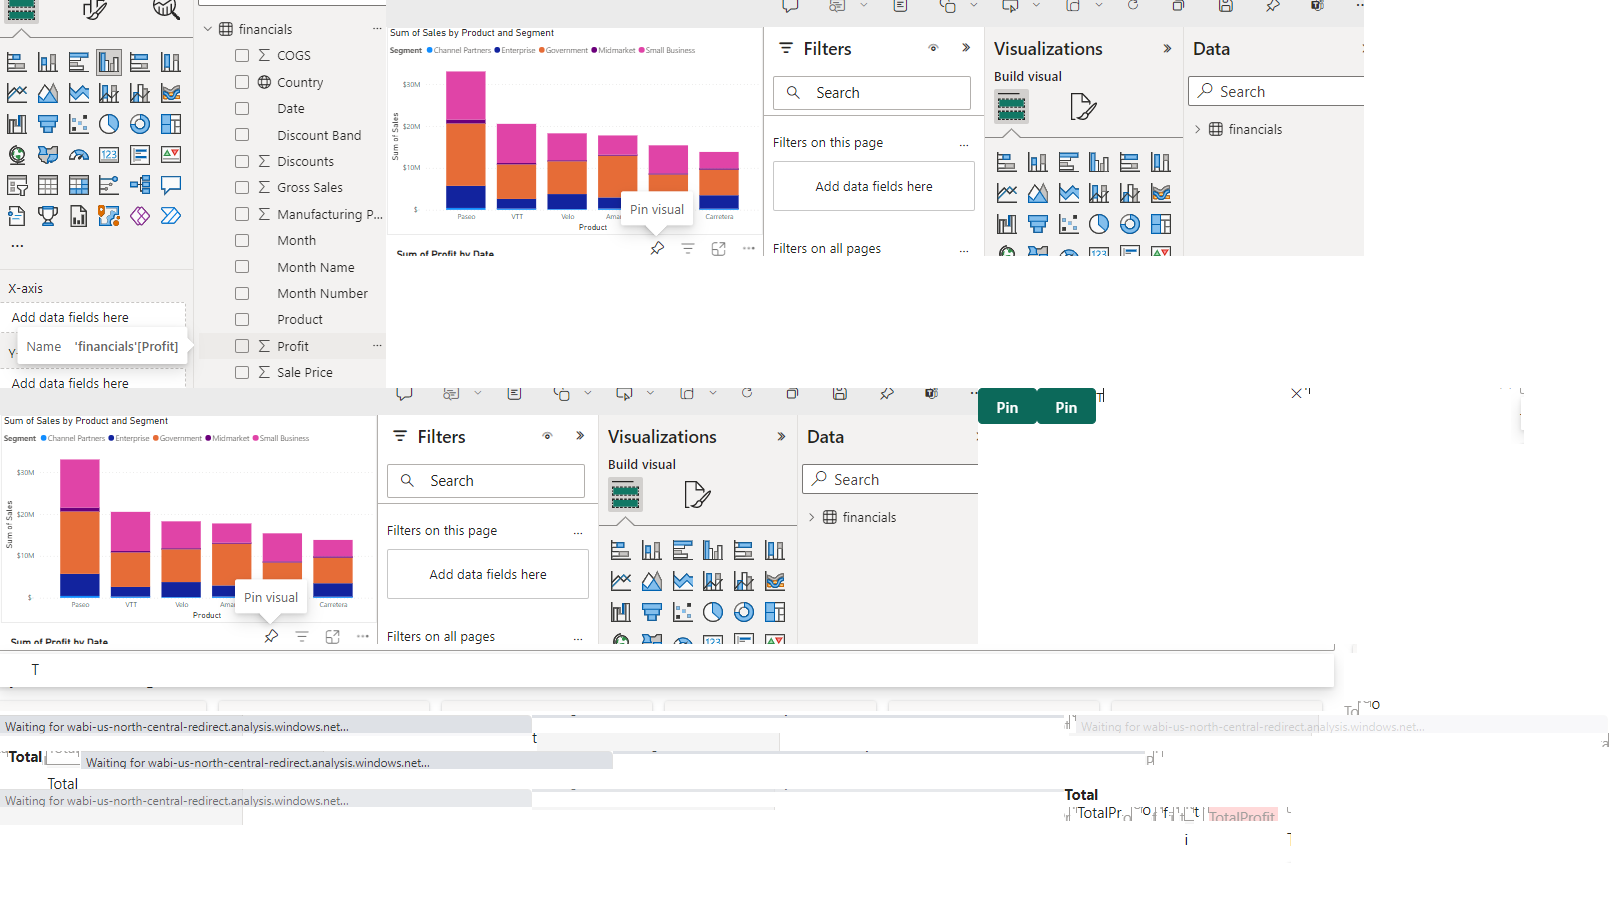 financials
COGS
Country
Date
Discount Band
Discounts
Gross Sales
Manufacturing P...
Month
Month Name
Month Number
Product
Profit
Sale Price
X-axis
Add data fields here
Name 'financials'[Profit]
Add data fields here
Sum of Sales by Product and Segment
Segment Channel Partners Enterprise Government Midmarket Small Business
Sum of Sales
$30M
$20M
$10M
$
Paseo VTT Velo Amar Carretera
Product
Pin visual
Sum of Profit by Date
Filters
Search
Filters on this page
Add data fields here
Filters on all pages
Visualizations
Build visual
Data
Search
financials
Sum of Sales by Product and Segment
Segment Channel Partners Enterprise Government Midmarket Small Business
Sum of Sales
$30M
$20M
$10M
$
Paseo VTT Velo Amar Carretera
Product
Pin visual
Sum of Profit by Date
Filters
Search
Filters on this page
Add data fields here
Filters on all pages
Visualizations
Build visual
Data
Search
financials
Pin Pin
T
Waiting for wabi-us-north-central-redirect.analysis.windows.net...
Waiting for wabi-us-north-central-redirect.analysis.windows.net...
Total
Waiting for wabi-us-north-central-redirect.analysis.windows.net...
Total
Waiting for wabi-us-north-central-redirect.analysis.windows.net...
Total
TotalPr
TotalProfit